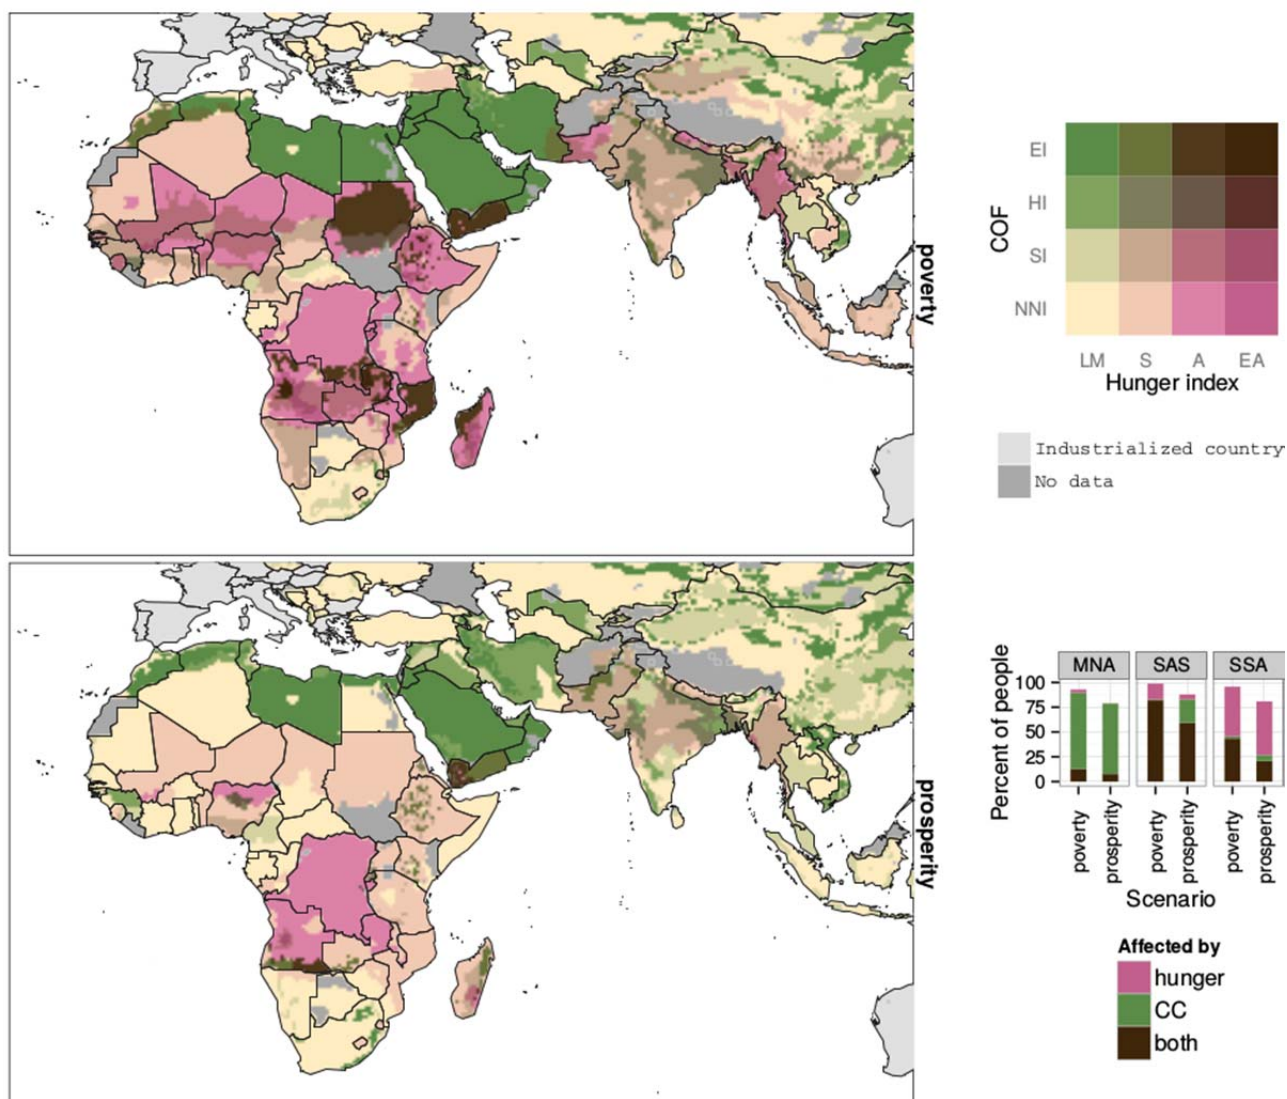 poverty
COF
EI
HI
SI
NNI
LM S A EA
Hunger index
Industrialized country
No data
prosperity
MNA SAS SSA
Percent of people
100
75
50
25
0
poverty prosperity poverty prosperity poverty prosperity
Scenario
Affected by
hunger
CC
both